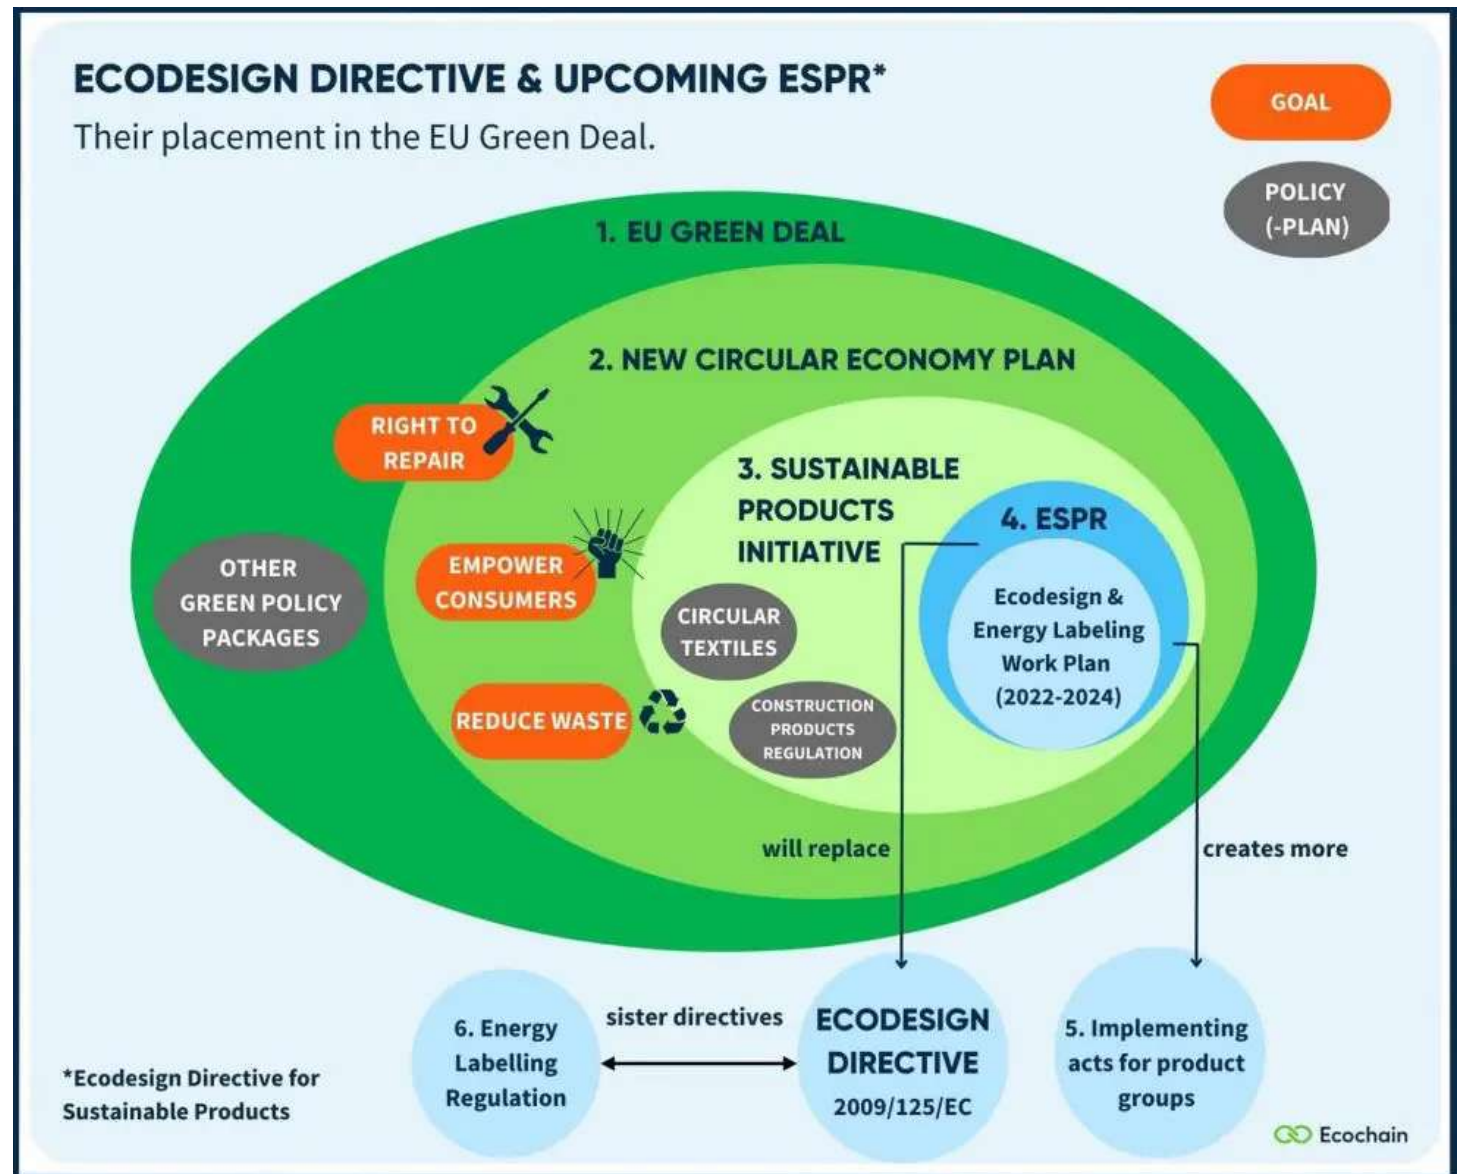 ECODESIGN DIRECTIVE & UPCOMING ESPR*
Their placement in the EU Green Deal.
GOAL
POLICY
(-PLAN)
1. EU GREEN DEAL
2. NEW CIRCULAR ECONOMY PLAN
RIGHT TO
REPAIR
3. SUSTAINABLE
PRODUCTS
INITIATIVE
4. ESPR
Ecodesign &
Energy Labeling
Work Plan
(2022-2024)
OTHER
GREEN POLICY
PACKAGES
EMPOWER
CONSUMERS
CIRCULAR
TEXTILES
REDUCE WASTE
CONSTRUCTION
PRODUCTS
REGULATION
will replace
creates more
6. Energy
Labelling
Regulation
sister directives
ECODESIGN
DIRECTIVE
2009/125/EC
5. Implementing
acts for product
groups
*Ecodesign Directive for
Sustainable Products
Ecochain